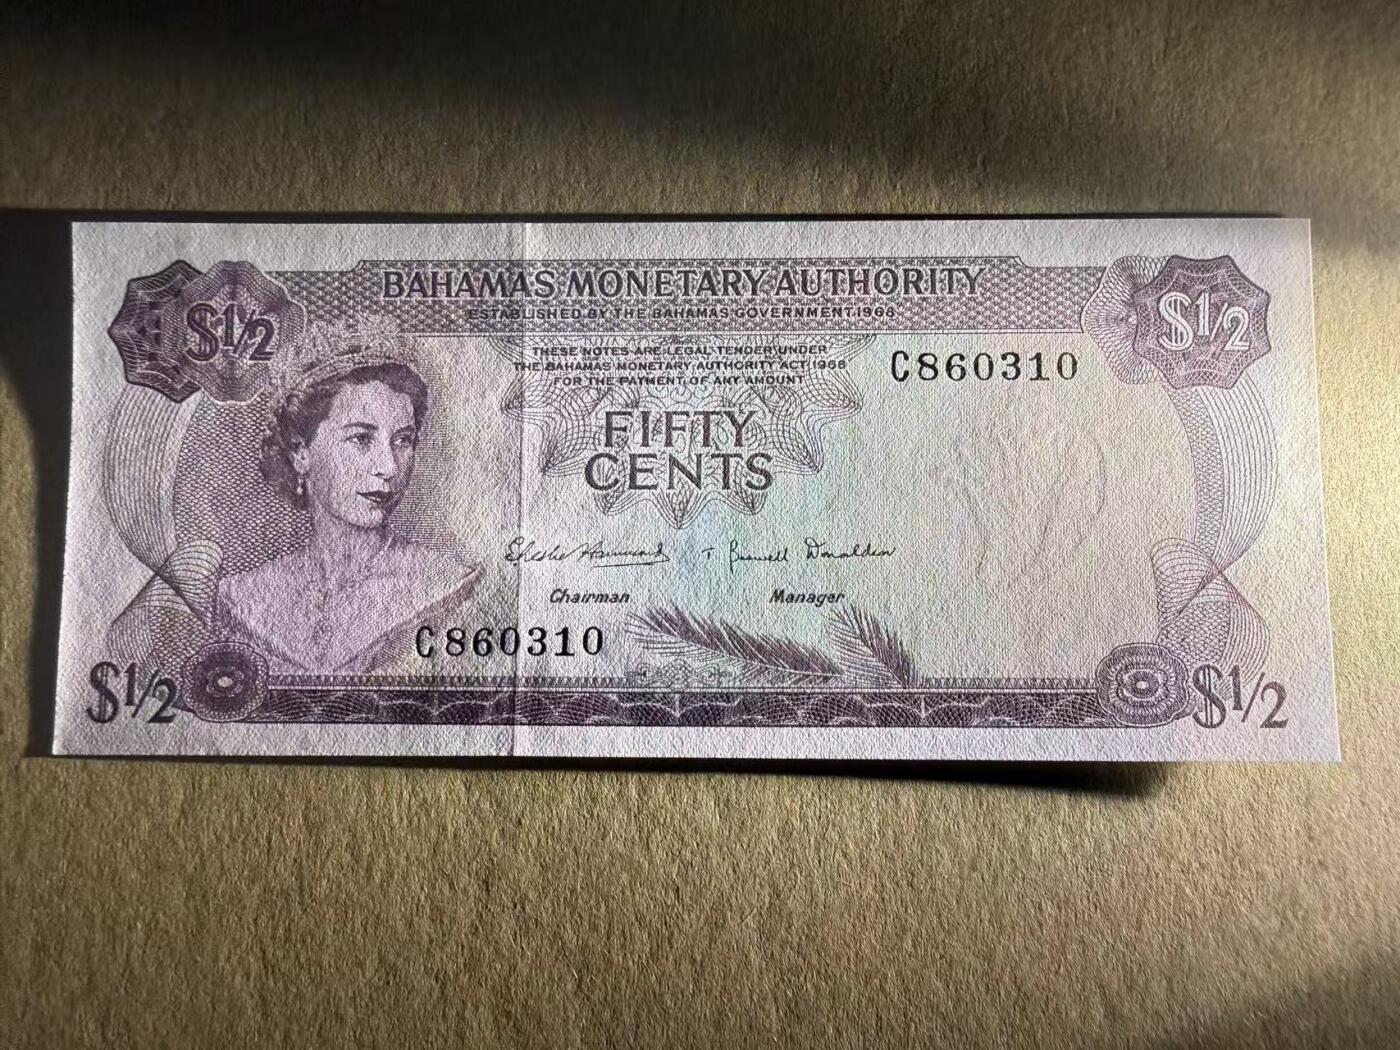 BAHAMAS MONETARY AUTHORITY
ESTABLISHED BY THE BAHAMAS GOVERNMENT 1968
$1/2
$1/2
THESE NOTES ARE LEGAL TENDER UNDER
THE BAHAMAS MONETARY AUTHORITY ACT 1968
FOR THE PAYMENT OF ANY AMOUNT
C860310
FIFTY
CENTS
T Donaldson
Chairman
Manager
C860310
$1/2
$1/2